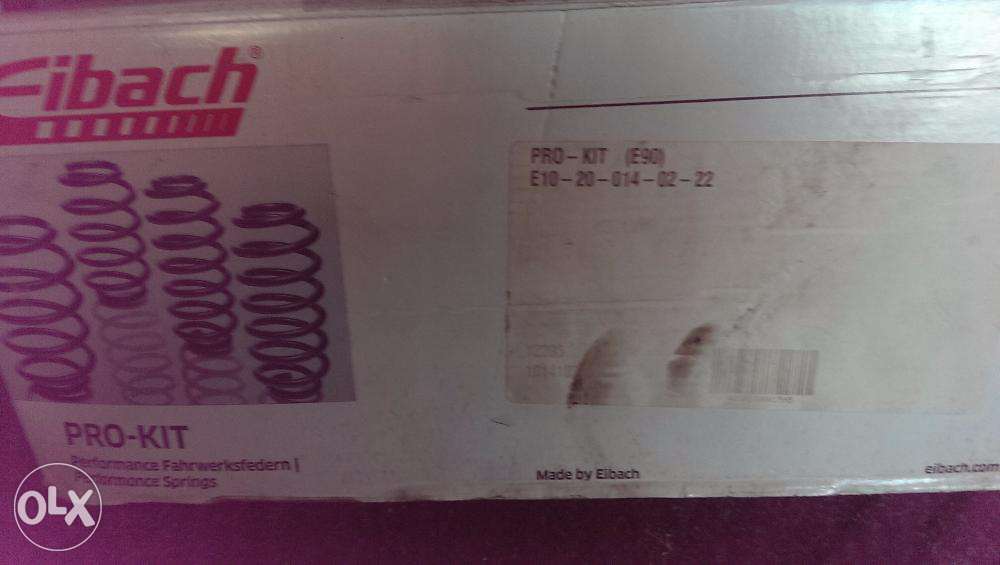 Eibach®
PRO-KIT (E90)
E10-20-014-02-22
PRO-KIT
Performance Fahrwerksfedern |
Performance Springs
Made by Eibach
eibach.com
OLX